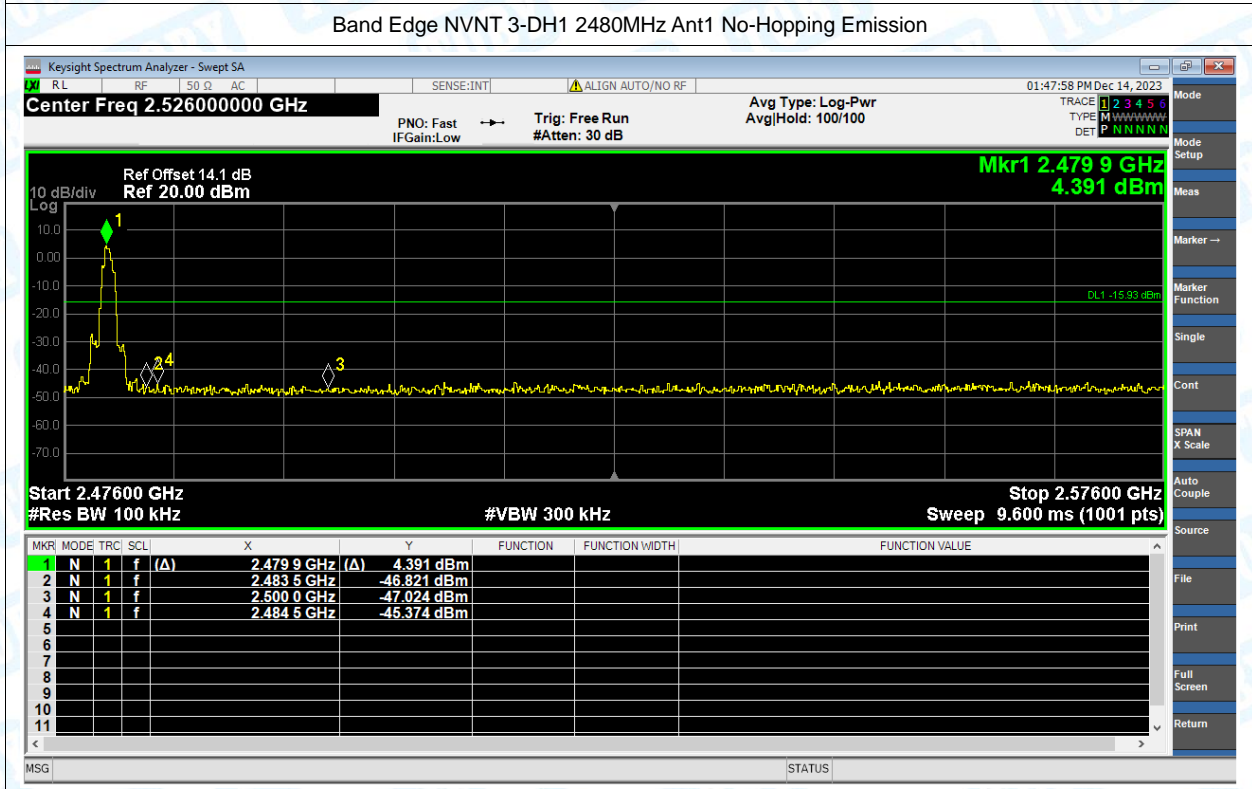 Band Edge NVNT 3-DH1 2480MHz Ant1 No-Hopping Emission
Keysight Spectrum Analyzer - Swept SA
LXI RL RF 50 Ω AC SENSE:INT ALIGN AUTO/NO RF 01:47:58 PM Dec 14, 2023
Center Freq 2.526000000 GHz Avg Type: Log-Pwr TRACE 1 2 3 4 5 6
PNO: Fast Trig: Free Run Avg|Hold: 100/100 TYPE M WWWWW
IFGain:Low #Atten: 30 dB DET P N N N N N
Mode
Mode Setup
Meas
Marker →
Marker Function
Single
Cont
SPAN X Scale
Auto Couple
Source
File
Print
Full Screen
Return
Mkr1 2.479 9 GHz
4.391 dBm
Ref Offset 14.1 dB
10 dB/div Ref 20.00 dBm
Log
10.0
0.00
-10.0
-20.0
-30.0
-40.0
-50.0
-60.0
-70.0
1
2 4
3
DL1 -15.93 dBm
Start 2.47600 GHz Stop 2.57600 GHz
#Res BW 100 kHz #VBW 300 kHz Sweep 9.600 ms (1001 pts)
MKR MODE TRC SCL X Y FUNCTION FUNCTION WIDTH FUNCTION VALUE
1 N 1 f (Δ) 2.479 9 GHz (Δ) 4.391 dBm
2 N 1 f 2.483 5 GHz -46.821 dBm
3 N 1 f 2.500 0 GHz -47.024 dBm
4 N 1 f 2.484 5 GHz -45.374 dBm
5
6
7
8
9
10
11
MSG STATUS